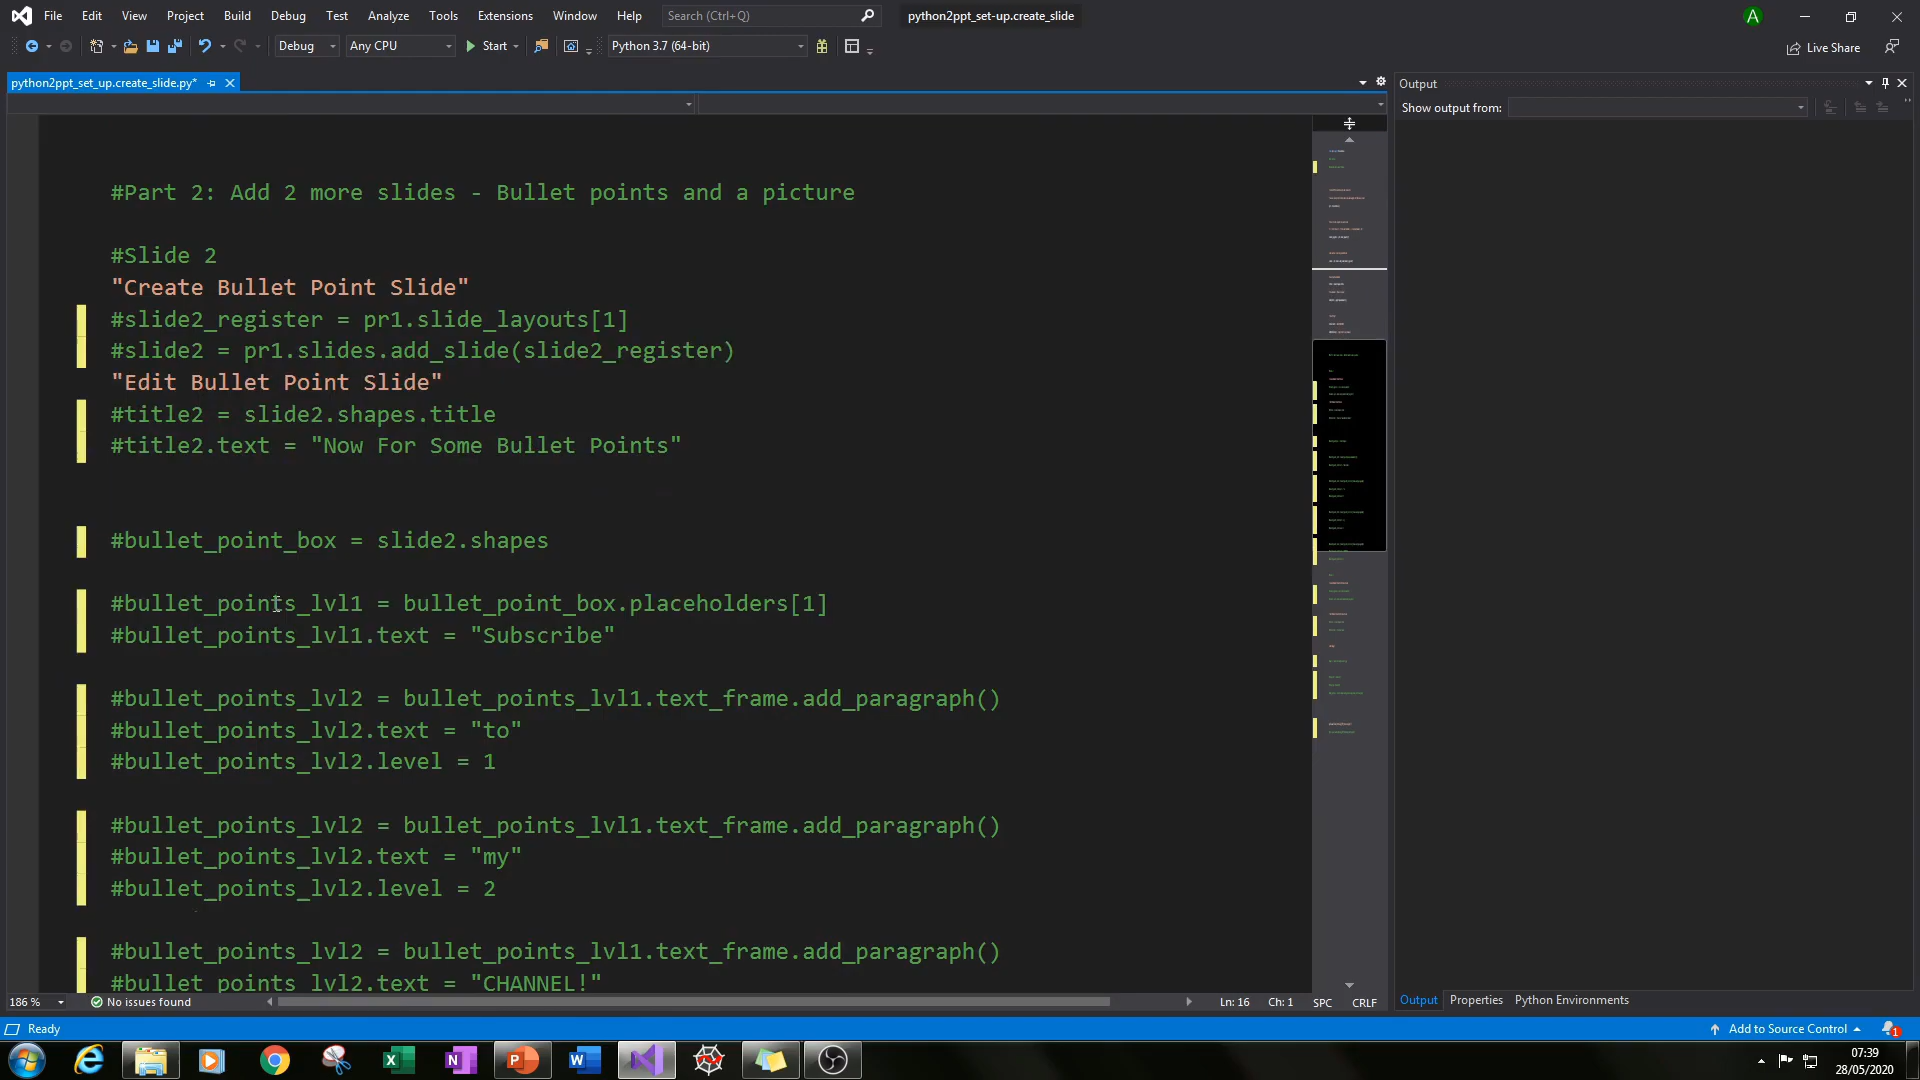 File Edit View Project Build Debug Test Analyze Tools Extensions Window Help Search (Ctrl+Q) python2ppt_set-up.create_slide A
Debug Any CPU Start Python 3.7 (64-bit) Live Share
python2ppt_set_up.create_slide.py* Output
Show output from:
#Part 2: Add 2 more slides - Bullet points and a picture
#Slide 2
"Create Bullet Point Slide"
#slide2_register = pr1.slide_layouts[1]
#slide2 = pr1.slides.add_slide(slide2_register)
"Edit Bullet Point Slide"
#title2 = slide2.shapes.title
#title2.text = "Now For Some Bullet Points"
#bullet_point_box = slide2.shapes
#bullet_points_lvl1 = bullet_point_box.placeholders[1]
#bullet_points_lvl1.text = "Subscribe"
#bullet_points_lvl2 = bullet_points_lvl1.text_frame.add_paragraph()
#bullet_points_lvl2.text = "to"
#bullet_points_lvl2.level = 1
#bullet_points_lvl2 = bullet_points_lvl1.text_frame.add_paragraph()
#bullet_points_lvl2.text = "my"
#bullet_points_lvl2.level = 2
#bullet_points_lvl2 = bullet_points_lvl1.text_frame.add_paragraph()
#bullet_points_lvl2.text = "CHANNEL!"
186 % No issues found Ln: 16 Ch: 1 SPC CRLF Output Properties Python Environments
Ready Add to Source Control 1
07:39
28/05/2020